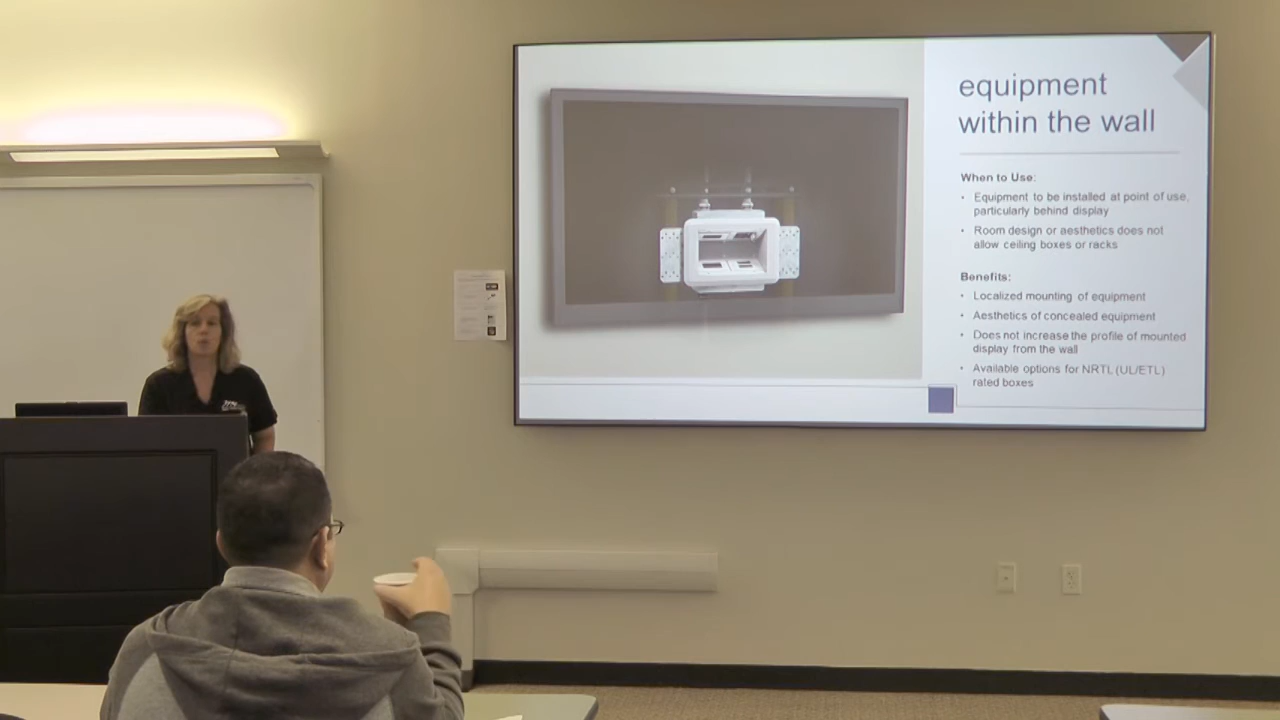 equipment
within the wall
When to Use:
• Equipment to be installed at point of use,
particularly behind display
• Room design or aesthetics does not
allow ceiling boxes or racks
Benefits:
• Localized mounting of equipment
• Aesthetics of concealed equipment
• Does not increase the profile of mounted
display from the wall
• Available options for NRTL (UL/ETL)
rated boxes